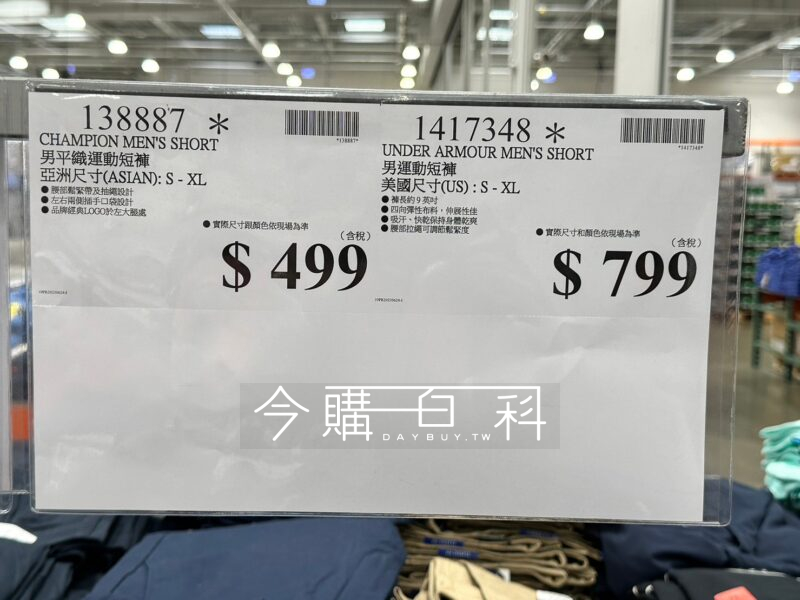 138887 *
*138887*
CHAMPION MEN'S SHORT
男平織運動短褲
亞洲尺寸(ASIAN): S - XL
● 腰部鬆緊帶及抽繩設計
● 左右兩側插手口袋設計
● 品牌經典LOGO於左大腿處
● 實際尺寸跟顏色依現場為準
(含稅)
$ 499
1417348 *
*1417348*
UNDER ARMOUR MEN'S SHORT
男運動短褲
美國尺寸(US) : S - XL
● 褲長約 9 英吋
● 四向彈性布料，伸展性佳
● 吸汗、快乾保持身體乾爽
● 腰部拉繩可調節鬆緊度
● 實際尺寸和顏色依現場為準
(含稅)
$ 799
今購百科
DAYBUY.TW